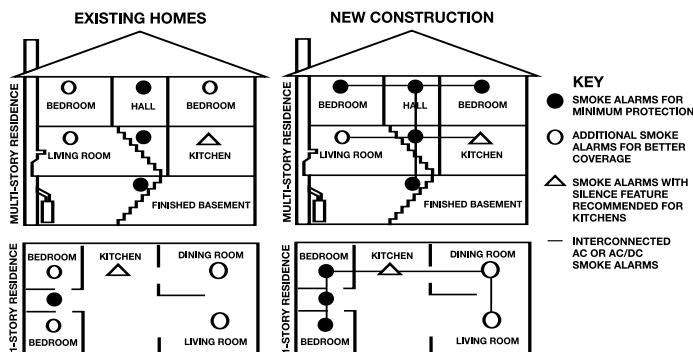 EXISTING HOMES
MULTI-STORY RESIDENCE
BEDROOM
HALL
BEDROOM
LIVING ROOM
KITCHEN
FINISHED BASEMENT
1-STORY RESIDENCE
BEDROOM
KITCHEN
DINING ROOM
BEDROOM
LIVING ROOM
NEW CONSTRUCTION
MULTI-STORY RESIDENCE
BEDROOM
HALL
BEDROOM
LIVING ROOM
KITCHEN
FINISHED BASEMENT
1-STORY RESIDENCE
BEDROOM
KITCHEN
DINING ROOM
BEDROOM
LIVING ROOM
KEY
SMOKE ALARMS FOR
MINIMUM PROTECTION
ADDITIONAL SMOKE
ALARMS FOR BETTER
COVERAGE
SMOKE ALARMS WITH
SILENCE FEATURE
RECOMMENDED FOR
KITCHENS
INTERCONNECTED
AC OR AC/DC
SMOKE ALARMS